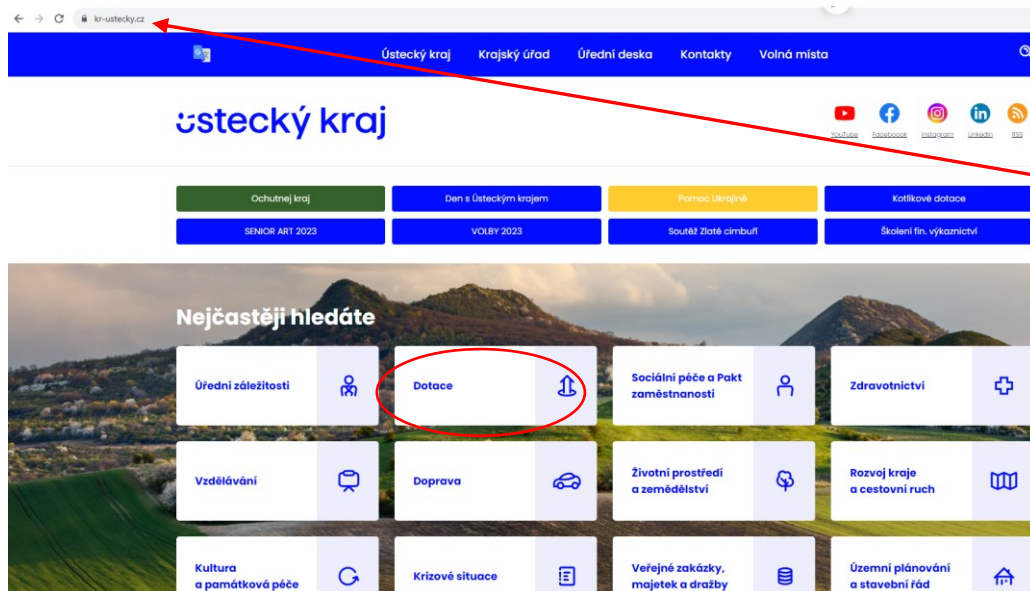 kr-ustecky.cz
Ústecký kraj Krajský úřad Úřední deska Kontakty Volná místa
ústecký kraj
YouTube Faceboook Instagram LinkedIn RSS
Ochutnej kraj Den s Ústeckým krajem Pomoc Ukrajině Kotlíkové dotace
SENIOR ART 2023 VOLBY 2023 Soutěž Zlaté cimbuří Školení fin. výkaznictví
Nejčastěji hledáte
Úřední záležitosti
Dotace
Sociální péče a Pakt
zaměstnanosti
Zdravotnictví
Vzdělávání
Doprava
Životní prostředí
a zemědělství
Rozvoj kraje
a cestovní ruch
Kultura
a památková péče
Krizové situace
Veřejné zakázky,
majetek a dražby
Územní plánování
a stavební řád